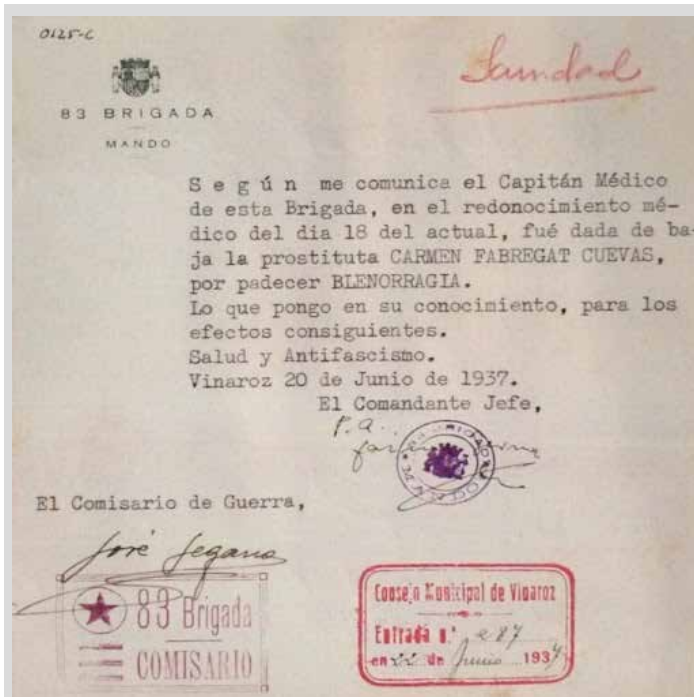 0125-C
Sanidad
83 BRIGADA
MANDO
Según me comunica el Capitán Médico
de esta Brigada, en el redonocimiento mé-
dico del dia 18 del actual, fué dada de ba-
ja la prostituta CARMEN FABREGAT CUEVAS,
por padecer BLENORRAGIA.
Lo que pongo en su conocimiento, para los
efectos consiguientes.
Salud y Antifascismo.
Vinaroz 20 de Junio de 1937.
El Comandante Jefe,
P.A.
El Comisario de Guerra,
José
83 Brigada
COMISARIO
Consejo Municipal de Vinaroz
Entrada n.º 287
en 22 de Junio 1937